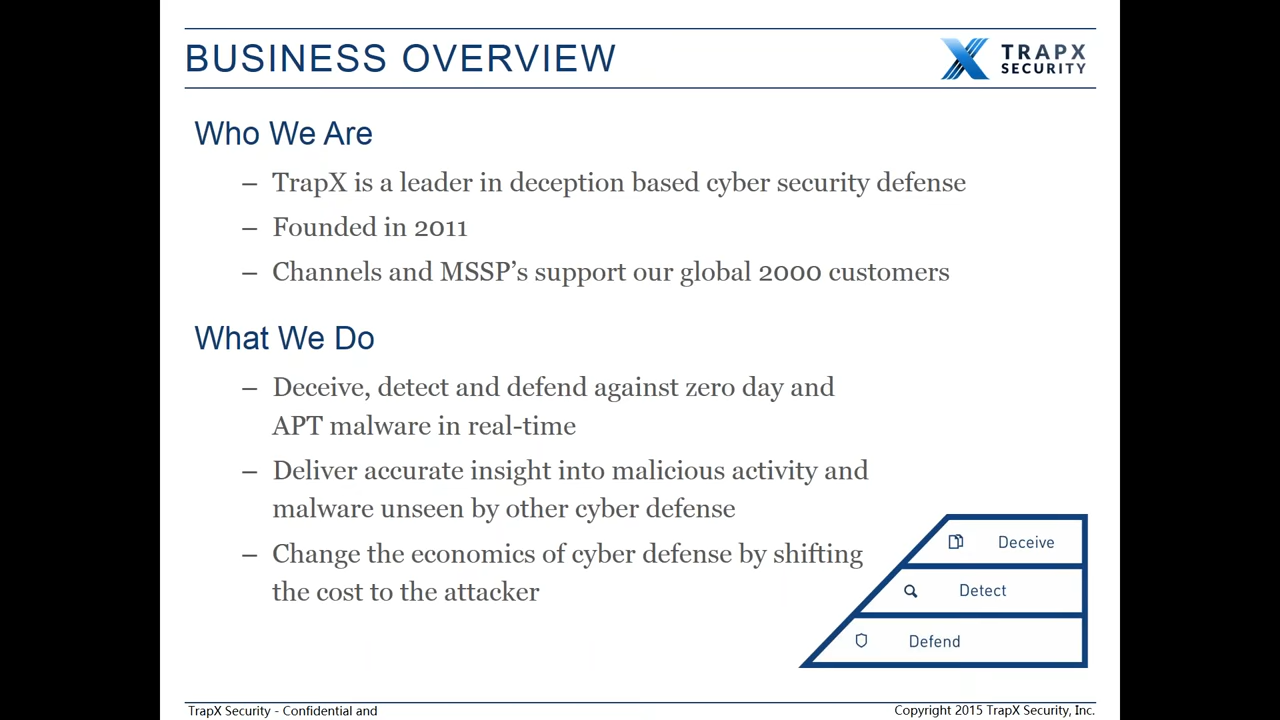 BUSINESS OVERVIEW
TRAPX
SECURITY
Who We Are
– TrapX is a leader in deception based cyber security defense
– Founded in 2011
– Channels and MSSP’s support our global 2000 customers
What We Do
– Deceive, detect and defend against zero day and
APT malware in real-time
– Deliver accurate insight into malicious activity and
malware unseen by other cyber defense
– Change the economics of cyber defense by shifting
the cost to the attacker
Deceive
Detect
Defend
TrapX Security - Confidential and
Copyright 2015 TrapX Security, Inc.